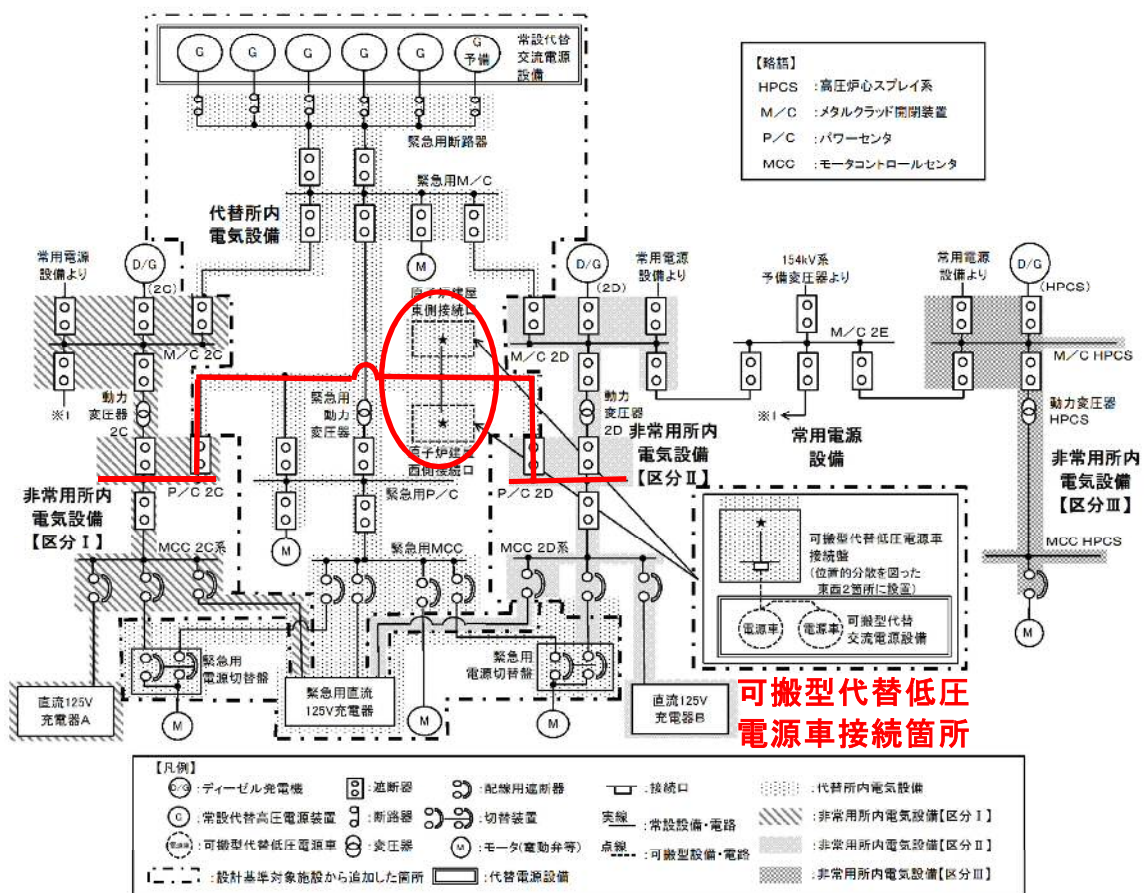 G
G
G
G
G
G
予備
常設代替
交流電源
設備
緊急用断路器
【略語】
HPCS :高圧炉心スプレイ系
M/C :メタルクラッド開閉装置
P/C :パワーセンタ
MCC :モータコントロールセンタ
緊急用M/C
代替所内
電気設備
常用電源
設備より
D/G
(2C)
M
D/G
(2D)
常用電源
設備より
154kV系
予備変圧器より
常用電源
設備より
D/G
(HPCS)
原子炉建屋
東側接続口
M/C 2C
M/C 2D
M/C 2E
M/C HPCS
※1
動力
変圧器
2C
緊急用
動力
変圧器
原子炉建屋
西側接続口
動力
変圧器
2D
※1
常用電源
設備
動力変圧器
HPCS
非常用所内
電気設備
【区分Ⅱ】
非常用所内
電気設備
【区分Ⅲ】
P/C 2C
緊急用P/C
P/C 2D
非常用所内
電気設備
【区分Ⅰ】
M
MCC 2C系
緊急用MCC
MCC 2D系
MCC HPCS
可搬型代替低圧電源車
接続盤
(位置的分散を図った
東西2箇所に設置)
電源車
電源車
可搬型代替
交流電源設備
M
緊急用
電源切替盤
緊急用
電源切替盤
直流125V
充電器A
M
緊急用直流
125V充電器
M
M
直流125V
充電器B
可搬型代替低圧
電源車接続箇所
【凡例】
D/G :ディーゼル発電機
:遮断器
:配線用遮断器
:接続口
:代替所内電気設備
G :常設代替高圧電源装置
:断路器
:切替装置
実線 :常設設備・電路
:非常用所内電気設備【区分Ⅰ】
電源車 :可搬型代替低圧電源車
:変圧器
M :モータ(電動弁等)
点線 :可搬型設備・電路
:非常用所内電気設備【区分Ⅱ】
:設計基準対象施設から追加した箇所
:代替電源設備
:非常用所内電気設備【区分Ⅲ】